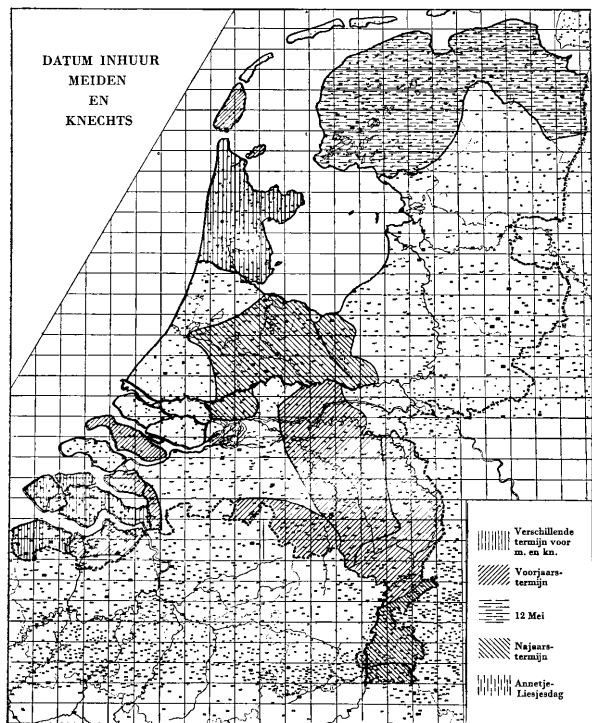 DATUM INHUUR
MEIDEN
EN
KNECHTS
Verschillende
termijn voor
m. en kn.
Voorjaars-
termijn
12 Mei
Najaars-
termijn
Annetje-
Liesjesdag